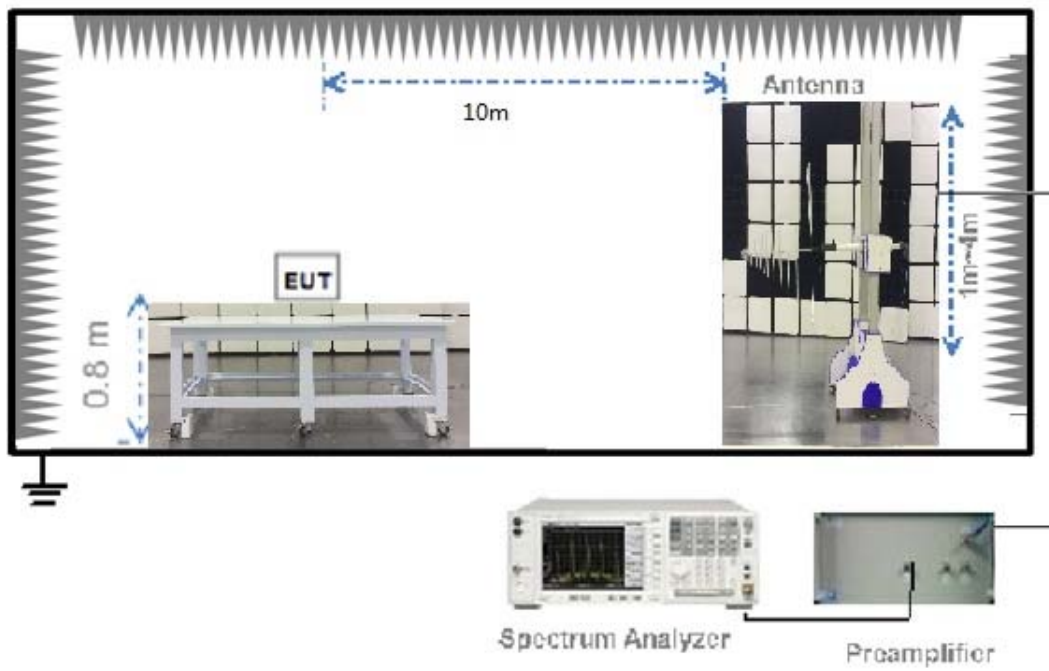 Antenna
10m
1m~4m
EUT
0.8 m
Spectrum Analyzer
Preamplifier